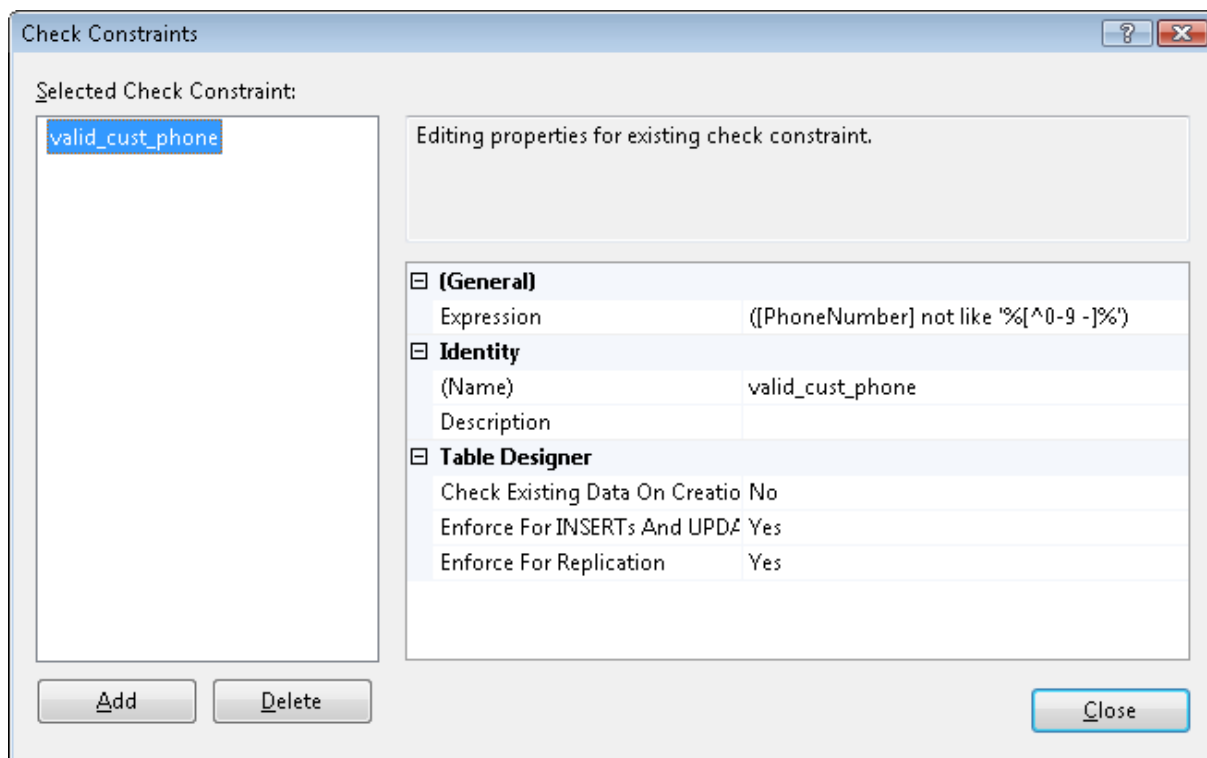 Check Constraints
Selected Check Constraint:
valid_cust_phone
Editing properties for existing check constraint.
(General)
Expression ([PhoneNumber] not like '%[^0-9 -]%')
Identity
(Name) valid_cust_phone
Description
Table Designer
Check Existing Data On Creatio No
Enforce For INSERTs And UPDA Yes
Enforce For Replication Yes
Add Delete
Close